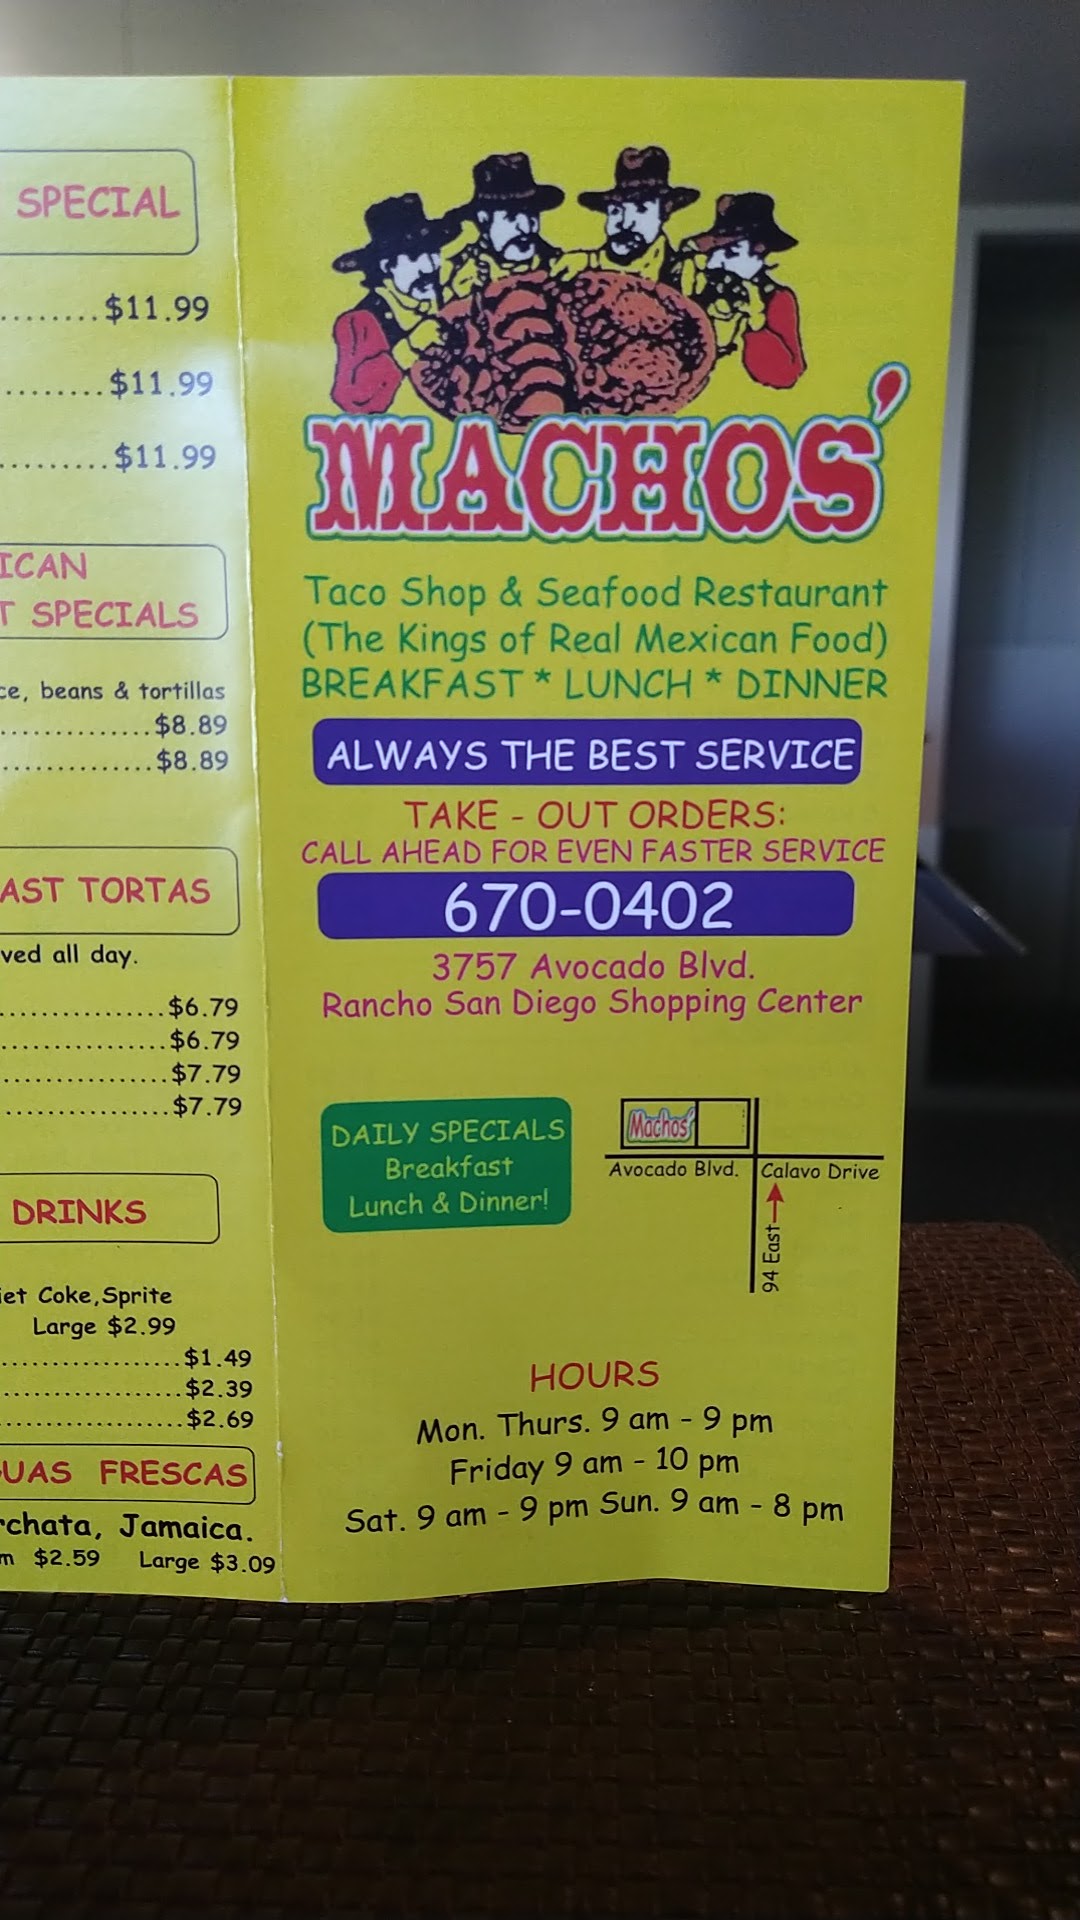 SPECIAL
........$11.99
........$11.99
.........$11.99
ICAN
T SPECIALS
ce, beans & tortillas
.............$8.89
.............$8.89
AST TORTAS
ved all day.
................$6.79
................$6.79
................$7.79
................$7.79
DRINKS
iet Coke,Sprite
Large $2.99
.................$1.49
.................$2.39
.................$2.69
UAS FRESCAS
rchata, Jamaica.
m $2.59 Large $3.09
MACHOS'
Taco Shop & Seafood Restaurant
(The Kings of Real Mexican Food)
BREAKFAST * LUNCH * DINNER
ALWAYS THE BEST SERVICE
TAKE - OUT ORDERS:
CALL AHEAD FOR EVEN FASTER SERVICE
670-0402
3757 Avocado Blvd.
Rancho San Diego Shopping Center
DAILY SPECIALS
Breakfast
Lunch & Dinner!
Machos'
Avocado Blvd. Calavo Drive
94 East
HOURS
Mon. Thurs. 9 am - 9 pm
Friday 9 am - 10 pm
Sat. 9 am - 9 pm Sun. 9 am - 8 pm